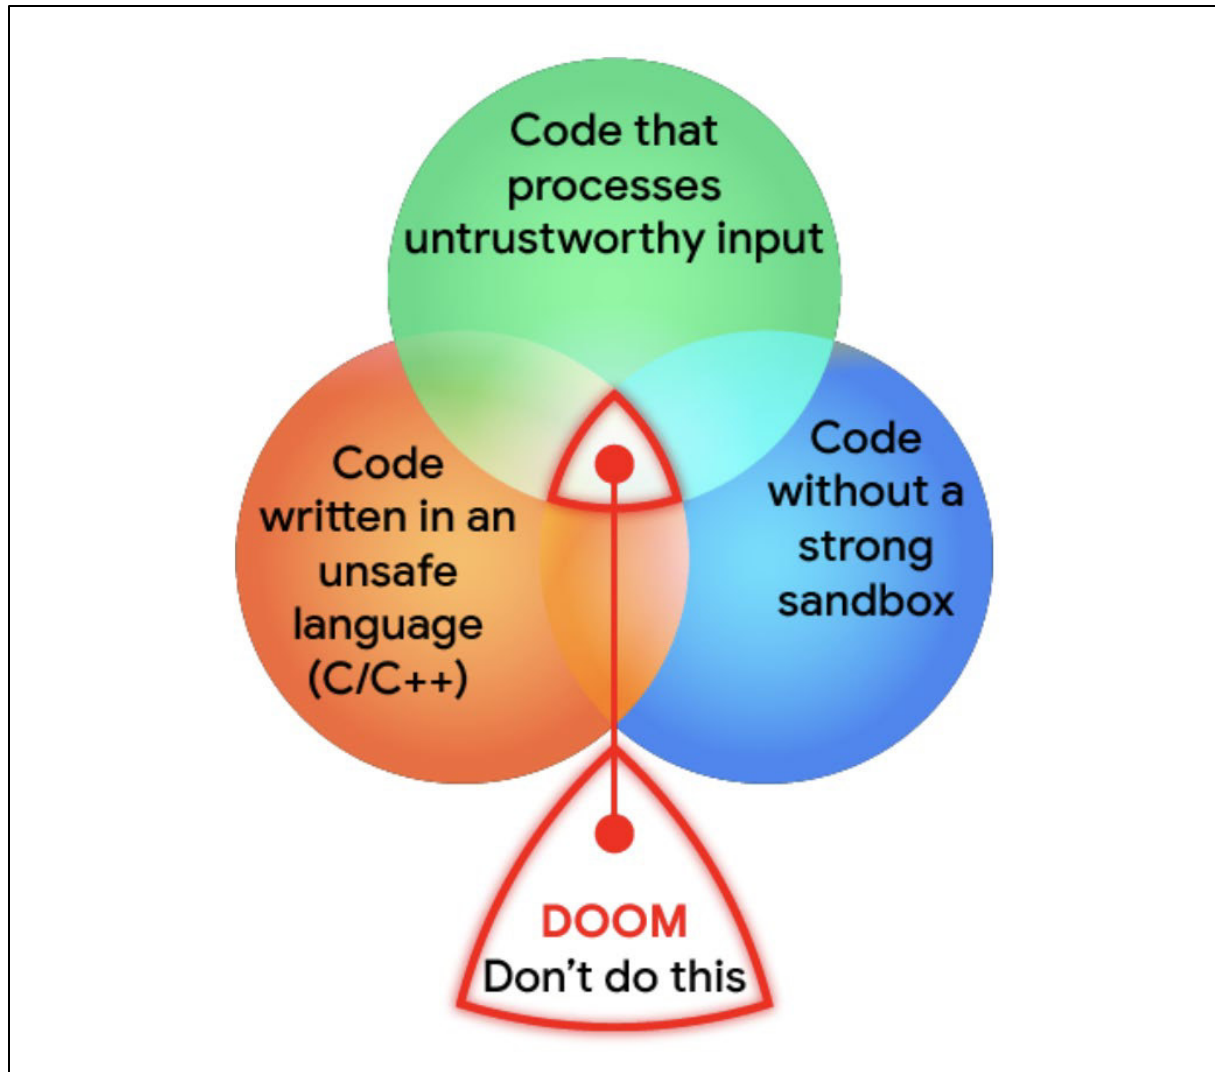 Code that
processes
untrustworthy input
Code
written in an
unsafe
language
(C/C++)
Code
without a
strong
sandbox
DOOM
Don't do this